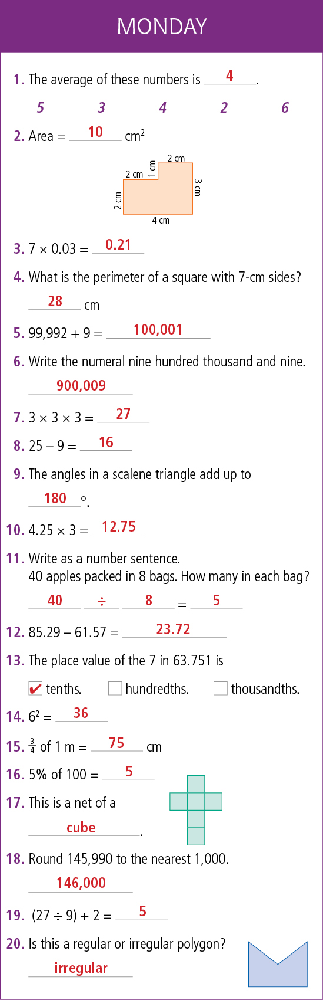 MONDAY
1. The average of these numbers is 4.
5 3 4 2 6
2. Area = 10 cm²
2 cm
1 cm
2 cm
3 cm
2 cm
4 cm
3. 7 × 0.03 = 0.21
4. What is the perimeter of a square with 7-cm sides?
28 cm
5. 99,992 + 9 = 100,001
6. Write the numeral nine hundred thousand and nine.
900,009
7. 3 × 3 × 3 = 27
8. 25 – 9 = 16
9. The angles in a scalene triangle add up to
180 °.
10. 4.25 × 3 = 12.75
11. Write as a number sentence.
40 apples packed in 8 bags. How many in each bag?
40 ÷ 8 = 5
12. 85.29 – 61.57 = 23.72
13. The place value of the 7 in 63.751 is
✔ tenths. hundredths. thousandths.
14. 6² = 36
15. 3/4 of 1 m = 75 cm
16. 5% of 100 = 5
17. This is a net of a
cube.
18. Round 145,990 to the nearest 1,000.
146,000
19. (27 ÷ 9) + 2 = 5
20. Is this a regular or irregular polygon?
irregular